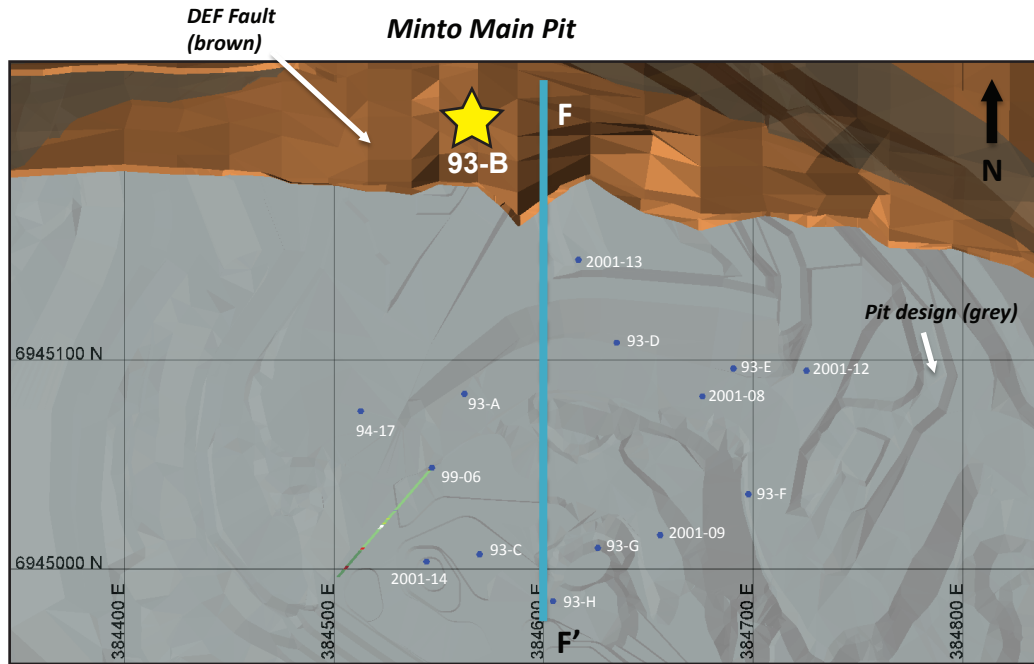 DEF Fault
(brown)
Minto Main Pit
F
93-B
N
2001-13
Pit design (grey)
93-D
6945100 N
93-E
2001-12
2001-08
93-A
94-17
99-06
93-F
2001-09
93-G
93-C
6945000 N
2001-14
93-H
384400 E
384500 E
384600 E
384700 E
384800 E
F’